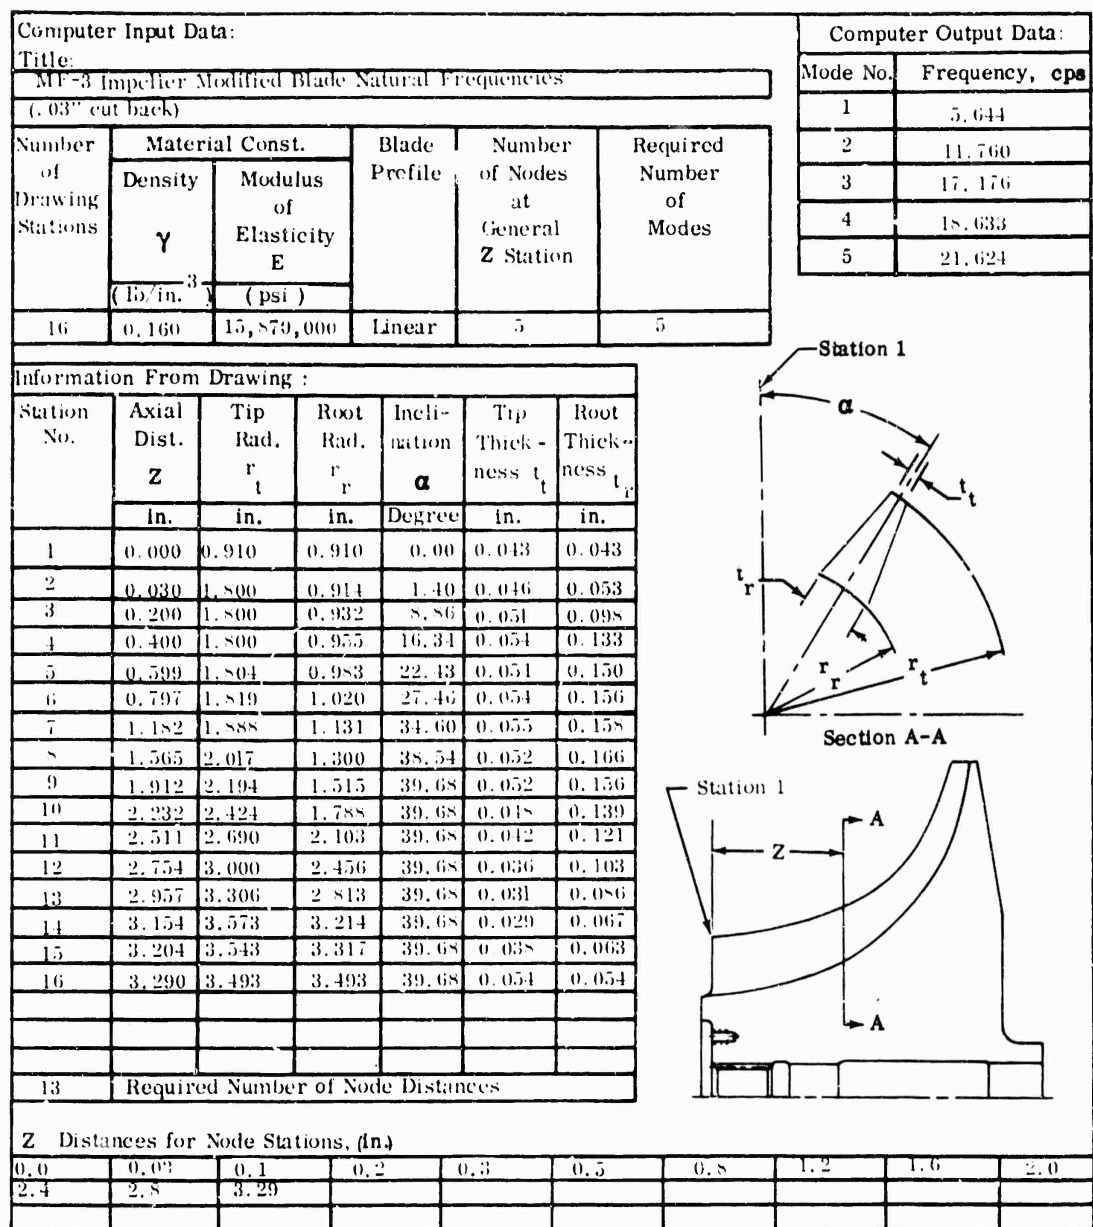 Computer Input Data:
Title:
MF-3 Impeller Modified Blade Natural Frequencies
(.03" cut back)
Number of Drawing Stations | Material Const. | Blade Profile | Number of Nodes at General Z Station | Required Number of Modes
Density γ (lb/in.3) | Modulus of Elasticity E (psi)
16 | 0.160 | 15,870,000 | Linear | 5 | 5
Computer Output Data:
Mode No. | Frequency, cps
1 | 5,644
2 | 11,760
3 | 17,176
4 | 18,633
5 | 21,624
Information From Drawing :
Station No. | Axial Dist. Z | Tip Rad. r t | Root Rad. r r | Incli-nation α | Tip Thick-ness t t | Root Thick-ness t r
in. | in. | in. | Degree | in. | in.
1 | 0.000 | 0.910 | 0.910 | 0.00 | 0.043 | 0.043
2 | 0.030 | 1.800 | 0.914 | 1.40 | 0.046 | 0.053
3 | 0.200 | 1.800 | 0.932 | 8.86 | 0.051 | 0.098
4 | 0.400 | 1.800 | 0.955 | 16.34 | 0.054 | 0.133
5 | 0.599 | 1.804 | 0.983 | 22.43 | 0.051 | 0.150
6 | 0.797 | 1.819 | 1.020 | 27.46 | 0.054 | 0.156
7 | 1.182 | 1.888 | 1.131 | 34.60 | 0.055 | 0.158
8 | 1.565 | 2.017 | 1.300 | 38.54 | 0.052 | 0.166
9 | 1.912 | 2.194 | 1.515 | 39.68 | 0.052 | 0.156
10 | 2.232 | 2.424 | 1.788 | 39.68 | 0.048 | 0.139
11 | 2.511 | 2.690 | 2.103 | 39.68 | 0.042 | 0.121
12 | 2.754 | 3.000 | 2.456 | 39.68 | 0.036 | 0.103
13 | 2.957 | 3.306 | 2.813 | 39.68 | 0.031 | 0.086
14 | 3.154 | 3.573 | 3.214 | 39.68 | 0.029 | 0.067
15 | 3.204 | 3.543 | 3.317 | 39.68 | 0.038 | 0.063
16 | 3.290 | 3.493 | 3.493 | 39.68 | 0.054 | 0.054
13 | Required Number of Node Distances
Station 1
α
t t
t r
r r
r t
Section A-A
Station 1
A
Z
A
Z Distances for Node Stations, (In.)
0.0 | 0.03 | 0.1 | 0.2 | 0.3 | 0.5 | 0.8 | 1.2 | 1.6 | 2.0
2.4 | 2.8 | 3.29